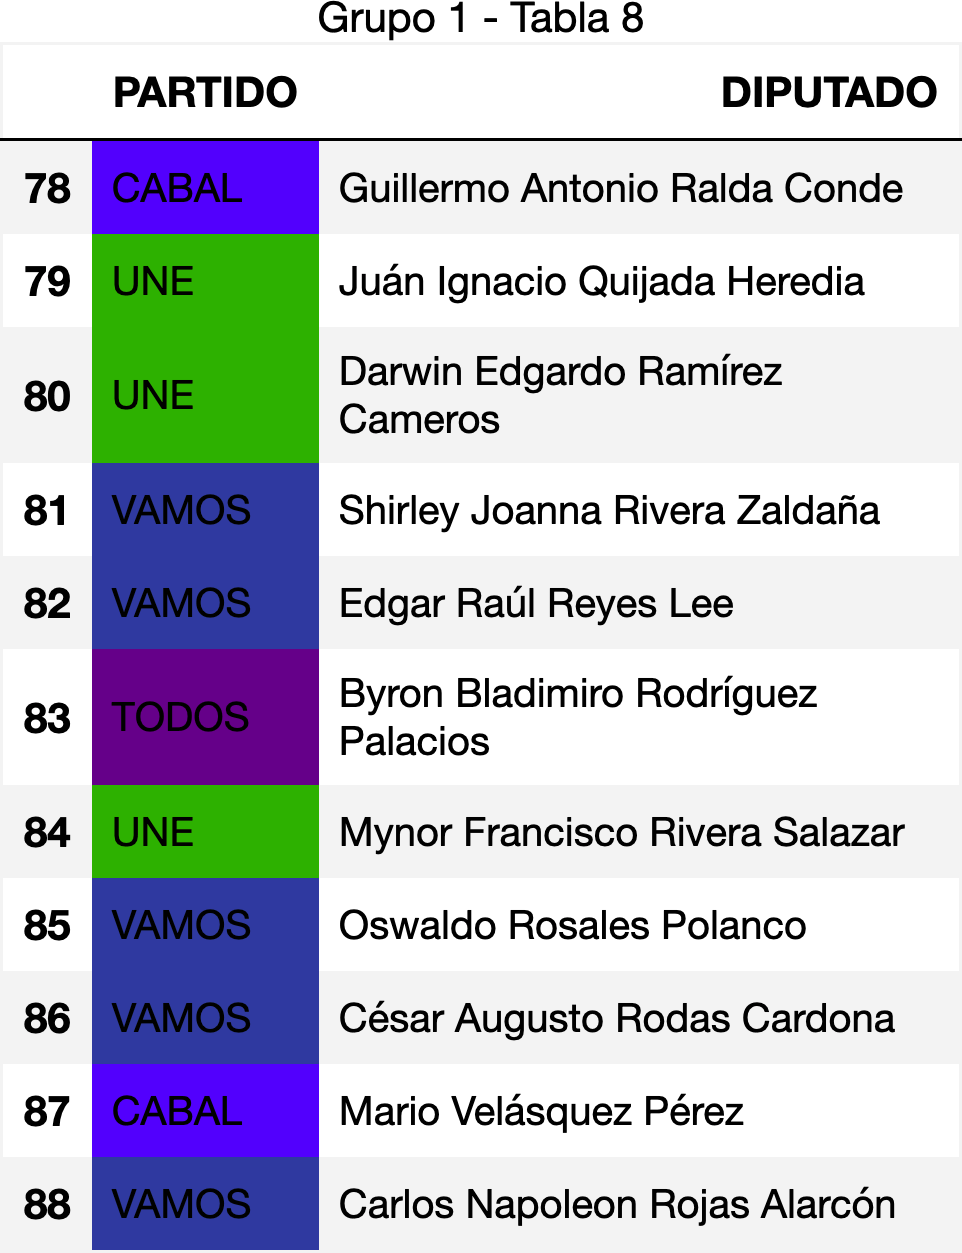 Grupo 1 - Tabla 8
PARTIDO DIPUTADO
78 CABAL Guillermo Antonio Ralda Conde
79 UNE Juán Ignacio Quijada Heredia
80 UNE Darwin Edgardo Ramírez
Cameros
81 VAMOS Shirley Joanna Rivera Zaldaña
82 VAMOS Edgar Raúl Reyes Lee
83 TODOS Byron Bladimiro Rodríguez
Palacios
84 UNE Mynor Francisco Rivera Salazar
85 VAMOS Oswaldo Rosales Polanco
86 VAMOS César Augusto Rodas Cardona
87 CABAL Mario Velásquez Pérez
88 VAMOS Carlos Napoleon Rojas Alarcón